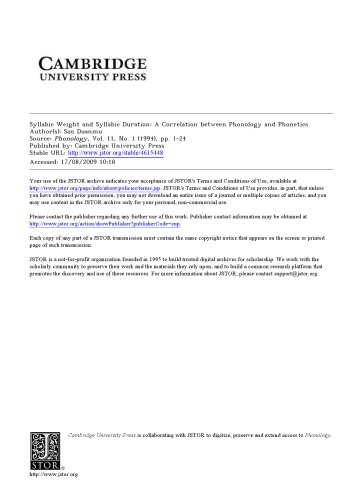 CAMBRIDGE
UNIVERSITY PRESS
Syllabic Weight and Syllabic Duration: A Correlation between Phonology and Phonetics
Author(s): San Duanmu
Source: Phonology, Vol. 11, No. 1 (1994), pp. 1-24
Published by: Cambridge University Press
Stable URL: http://www.jstor.org/stable/4615448
Accessed: 17/08/2009 10:18
Your use of the JSTOR archive indicates your acceptance of JSTOR's Terms and Conditions of Use, available at
http://www.jstor.org/page/info/about/policies/terms.jsp. JSTOR's Terms and Conditions of Use provides, in part, that unless
you have obtained prior permission, you may not download an entire issue of a journal or multiple copies of articles, and you
may use content in the JSTOR archive only for your personal, non-commercial use.
Please contact the publisher regarding any further use of this work. Publisher contact information may be obtained at
http://www.jstor.org/action/showPublisher?publisherCode=cup.
Each copy of any part of a JSTOR transmission must contain the same copyright notice that appears on the screen or printed
page of such transmission.
JSTOR is a not-for-profit organization founded in 1995 to build trusted digital archives for scholarship. We work with the
scholarly community to preserve their work and the materials they rely upon, and to build a common research platform that
promotes the discovery and use of these resources. For more information about JSTOR, please contact support@jstor.org.
Cambridge University Press is collaborating with JSTOR to digitize, preserve and extend access to Phonology.
JSTOR
http://www.jstor.org